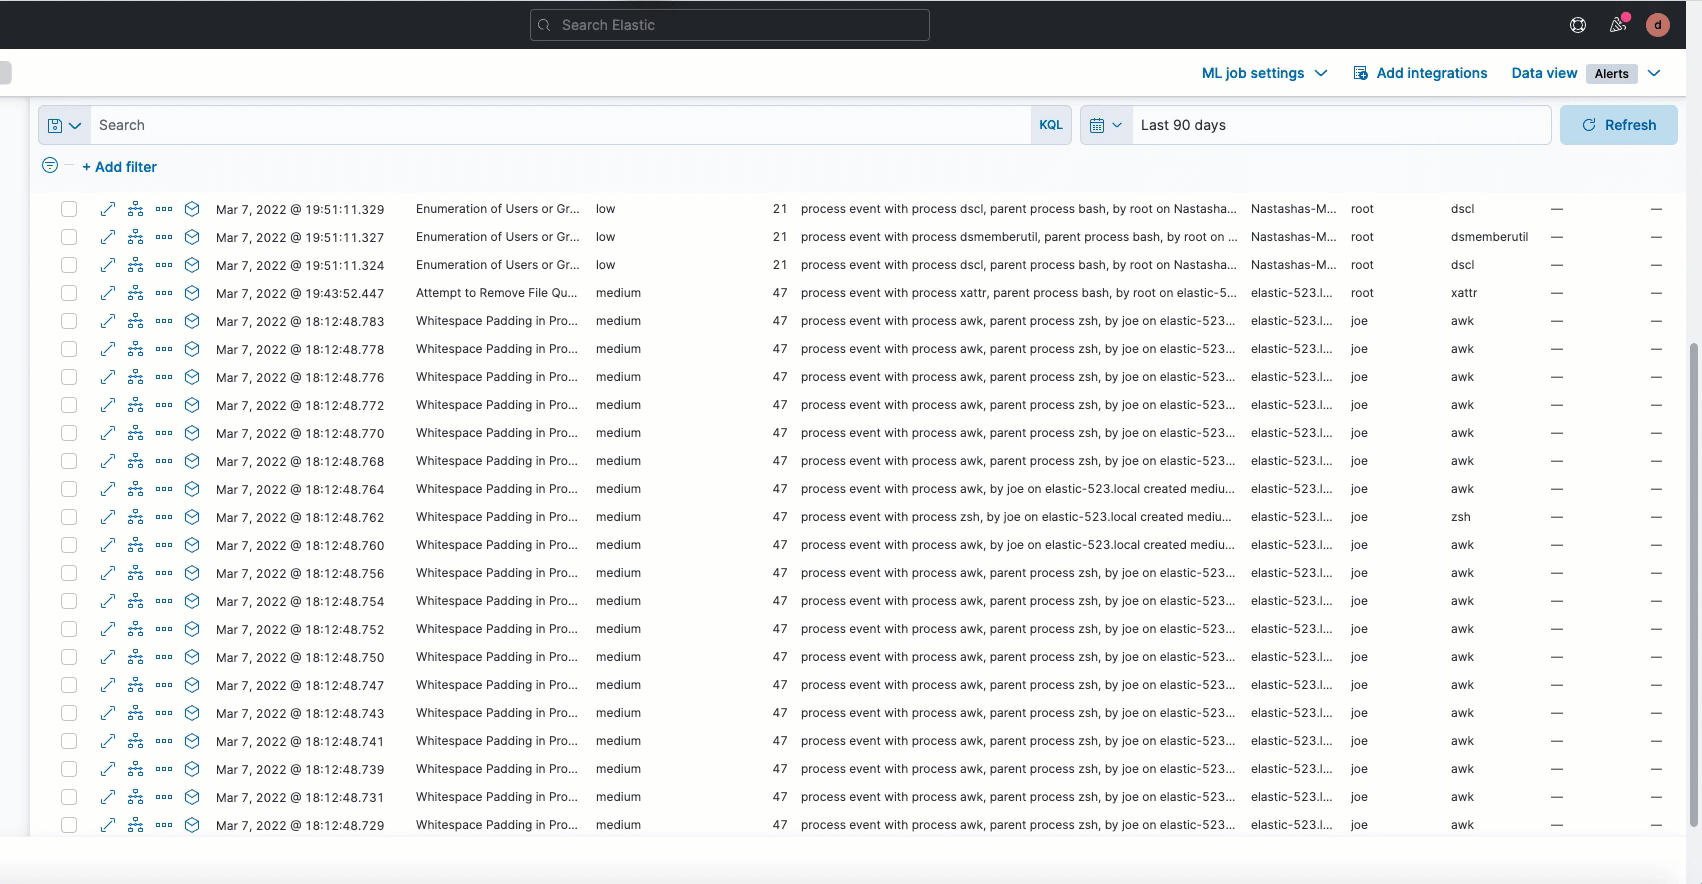 Search Elastic
d
ML job settings Add integrations Data view Alerts
Search KQL Last 90 days Refresh
+ Add filter
Mar 7, 2022 @ 19:51:11.329 Enumeration of Users or Gr... low 21 process event with process dscl, parent process bash, by root on Nastasha... Nastashas-M... root dscl — —
Mar 7, 2022 @ 19:51:11.327 Enumeration of Users or Gr... low 21 process event with process dsmemberutil, parent process bash, by root on ... Nastashas-M... root dsmemberutil — —
Mar 7, 2022 @ 19:51:11.324 Enumeration of Users or Gr... low 21 process event with process dscl, parent process bash, by root on Nastasha... Nastashas-M... root dscl — —
Mar 7, 2022 @ 19:43:52.447 Attempt to Remove File Qu... medium 47 process event with process xattr, parent process bash, by root on elastic-5... elastic-523.l... root xattr — —
Mar 7, 2022 @ 18:12:48.783 Whitespace Padding in Pro... medium 47 process event with process awk, parent process zsh, by joe on elastic-523... elastic-523.l... joe awk — —
Mar 7, 2022 @ 18:12:48.778 Whitespace Padding in Pro... medium 47 process event with process awk, parent process zsh, by joe on elastic-523... elastic-523.l... joe awk — —
Mar 7, 2022 @ 18:12:48.776 Whitespace Padding in Pro... medium 47 process event with process awk, parent process zsh, by joe on elastic-523... elastic-523.l... joe awk — —
Mar 7, 2022 @ 18:12:48.772 Whitespace Padding in Pro... medium 47 process event with process awk, parent process zsh, by joe on elastic-523... elastic-523.l... joe awk — —
Mar 7, 2022 @ 18:12:48.770 Whitespace Padding in Pro... medium 47 process event with process awk, parent process zsh, by joe on elastic-523... elastic-523.l... joe awk — —
Mar 7, 2022 @ 18:12:48.768 Whitespace Padding in Pro... medium 47 process event with process awk, parent process zsh, by joe on elastic-523... elastic-523.l... joe awk — —
Mar 7, 2022 @ 18:12:48.764 Whitespace Padding in Pro... medium 47 process event with process awk, by joe on elastic-523.local created mediu... elastic-523.l... joe awk — —
Mar 7, 2022 @ 18:12:48.762 Whitespace Padding in Pro... medium 47 process event with process zsh, by joe on elastic-523.local created mediu... elastic-523.l... joe zsh — —
Mar 7, 2022 @ 18:12:48.760 Whitespace Padding in Pro... medium 47 process event with process awk, by joe on elastic-523.local created mediu... elastic-523.l... joe awk — —
Mar 7, 2022 @ 18:12:48.756 Whitespace Padding in Pro... medium 47 process event with process awk, parent process zsh, by joe on elastic-523... elastic-523.l... joe awk — —
Mar 7, 2022 @ 18:12:48.754 Whitespace Padding in Pro... medium 47 process event with process awk, parent process zsh, by joe on elastic-523... elastic-523.l... joe awk — —
Mar 7, 2022 @ 18:12:48.752 Whitespace Padding in Pro... medium 47 process event with process awk, parent process zsh, by joe on elastic-523... elastic-523.l... joe awk — —
Mar 7, 2022 @ 18:12:48.750 Whitespace Padding in Pro... medium 47 process event with process awk, parent process zsh, by joe on elastic-523... elastic-523.l... joe awk — —
Mar 7, 2022 @ 18:12:48.747 Whitespace Padding in Pro... medium 47 process event with process awk, parent process zsh, by joe on elastic-523... elastic-523.l... joe awk — —
Mar 7, 2022 @ 18:12:48.743 Whitespace Padding in Pro... medium 47 process event with process awk, parent process zsh, by joe on elastic-523... elastic-523.l... joe awk — —
Mar 7, 2022 @ 18:12:48.741 Whitespace Padding in Pro... medium 47 process event with process awk, parent process zsh, by joe on elastic-523... elastic-523.l... joe awk — —
Mar 7, 2022 @ 18:12:48.739 Whitespace Padding in Pro... medium 47 process event with process awk, parent process zsh, by joe on elastic-523... elastic-523.l... joe awk — —
Mar 7, 2022 @ 18:12:48.731 Whitespace Padding in Pro... medium 47 process event with process awk, parent process zsh, by joe on elastic-523... elastic-523.l... joe awk — —
Mar 7, 2022 @ 18:12:48.729 Whitespace Padding in Pro... medium 47 process event with process awk, parent process zsh, by joe on elastic-523... elastic-523.l... joe awk — —